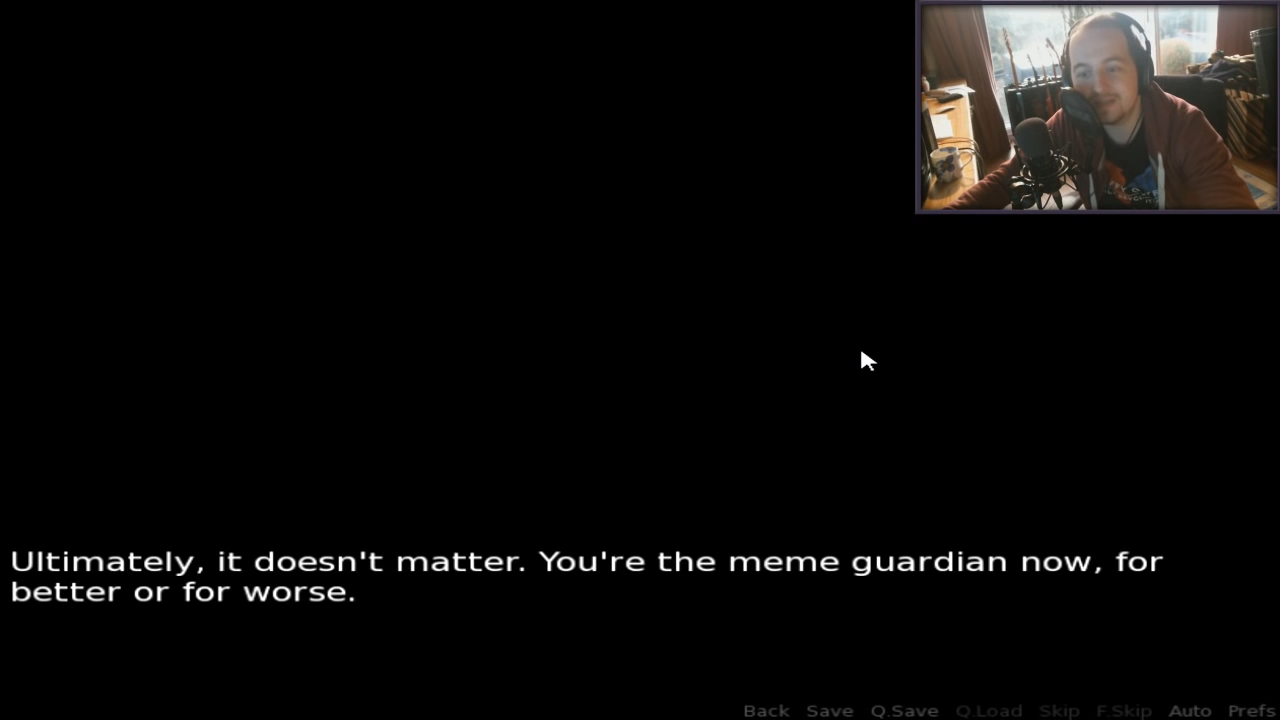 Ultimately, it doesn't matter. You're the meme guardian now, for
better or for worse.
Back Save Q.Save Q.Load Skip F.Skip Auto Prefs